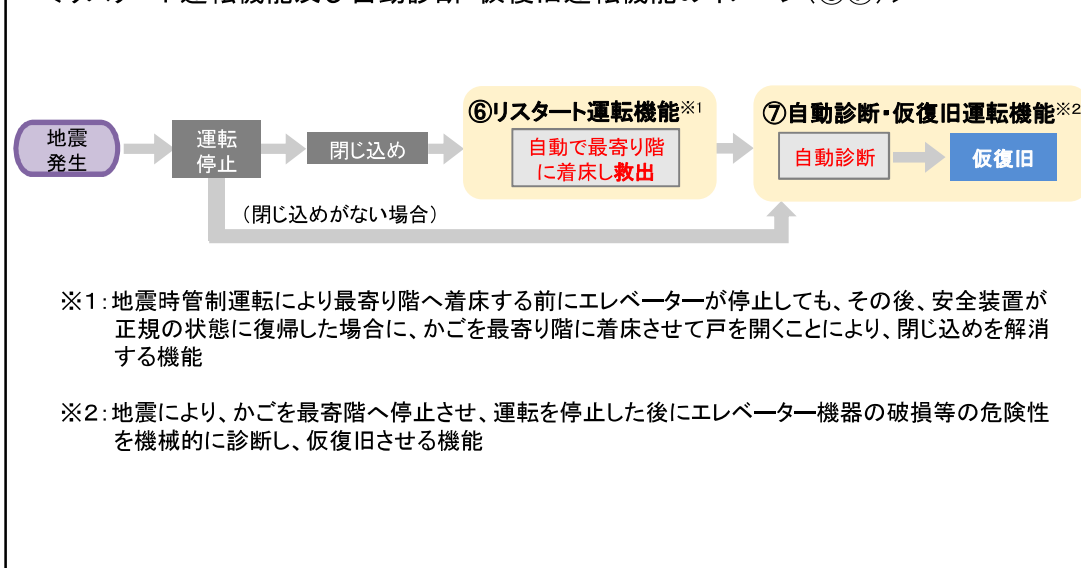 地震
発生
運転
停止
閉じ込め
⑥リスタート運転機能※1
自動で最寄り階
に着床し救出
⑦自動診断・仮復旧運転機能※2
自動診断
仮復旧
(閉じ込めがない場合)
※1:地震時管制運転により最寄り階へ着床する前にエレベーターが停止しても、その後、安全装置が
正規の状態に復帰した場合に、かごを最寄り階に着床させて戸を開くことにより、閉じ込めを解消
する機能
※2:地震により、かごを最寄階へ停止させ、運転を停止した後にエレベーター機器の破損等の危険性
を機械的に診断し、仮復旧させる機能